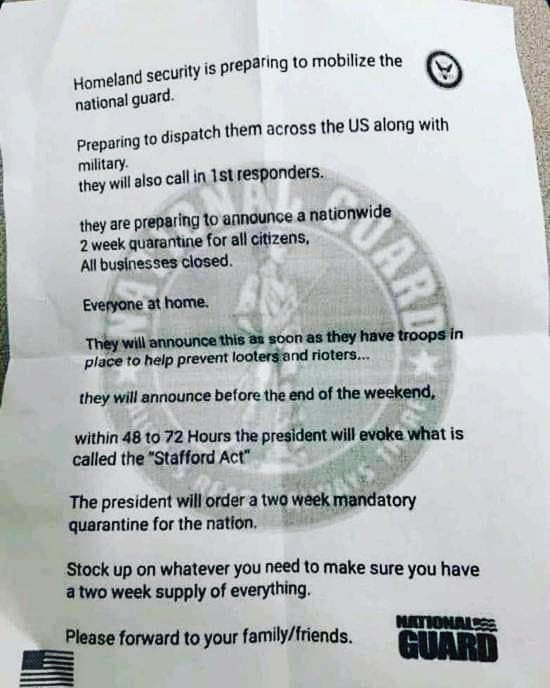 Homeland security is preparing to mobilize the
national guard.
Preparing to dispatch them across the US along with
military.
they will also call in 1st responders.
they are preparing to announce a nationwide
2 week quarantine for all citizens,
All businesses closed.
Everyone at home.
They will announce this as soon as they have troops in
place to help prevent looters and rioters...
they will announce before the end of the weekend,
within 48 to 72 Hours the president will evoke what is
called the "Stafford Act"
The president will order a two week mandatory
quarantine for the nation.
Stock up on whatever you need to make sure you have
a two week supply of everything.
Please forward to your family/friends.
NATIONAL
GUARD
NATIONAL GUARD